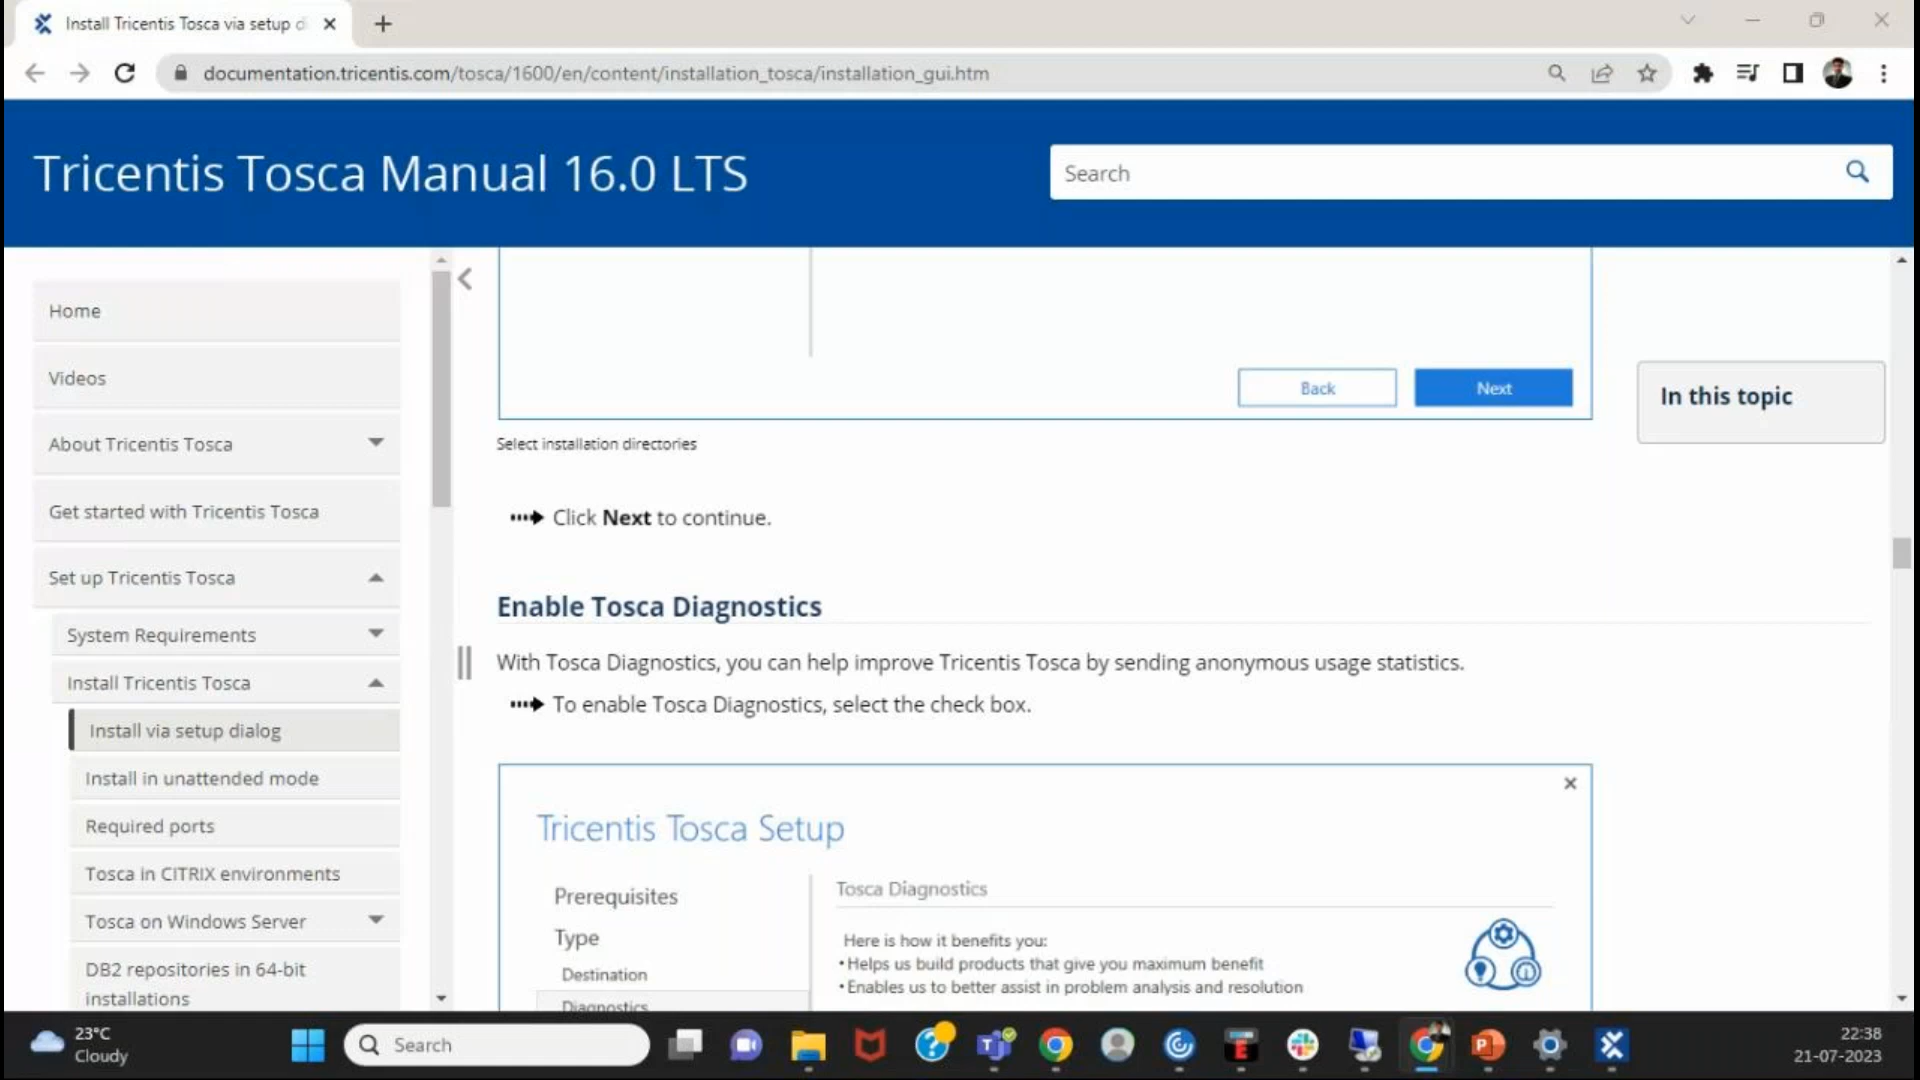 Install Tricentis Tosca via setup d
documentation.tricentis.com/tosca/1600/en/content/installation_tosca/installation_gui.htm
Tricentis Tosca Manual 16.0 LTS
Search
Home
Videos
About Tricentis Tosca
Get started with Tricentis Tosca
Set up Tricentis Tosca
System Requirements
Install Tricentis Tosca
Install via setup dialog
Install in unattended mode
Required ports
Tosca in CITRIX environments
Tosca on Windows Server
DB2 repositories in 64-bit
installations
Back
Next
Select installation directories
Click Next to continue.
Enable Tosca Diagnostics
With Tosca Diagnostics, you can help improve Tricentis Tosca by sending anonymous usage statistics.
To enable Tosca Diagnostics, select the check box.
Tricentis Tosca Setup
Prerequisites
Type
Destination
Diagnostics
Tosca Diagnostics
Here is how it benefits you:
•Helps us build products that give you maximum benefit
•Enables us to better assist in problem analysis and resolution
In this topic
23°C
Cloudy
Search
22:38
21-07-2023